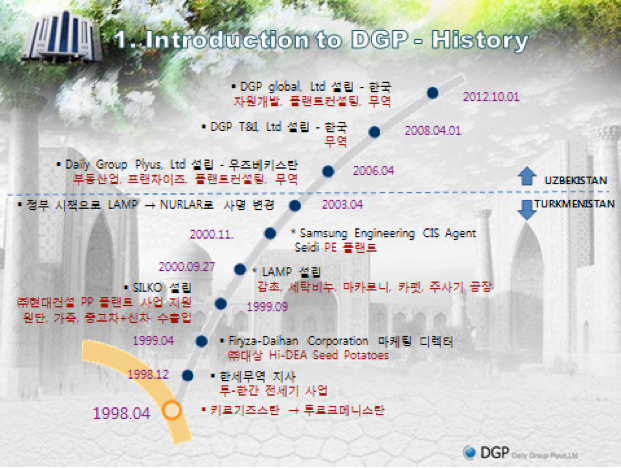 1. Introduction to DGP - History
▪ DGP global, Ltd 설립 - 한국
자원개발, 플랜트컨설팅, 무역
2012.10.01
▪ DGP T&I, Ltd 설립 - 한국
무역
2008.04.01
▪ Daily Group Plyus, Ltd 설립 - 우즈베키스탄
부동산업, 프랜차이즈, 플랜트컨설팅, 무역
2006.04
UZBEKISTAN
▪ 정부 시책으로 LAMP → NURLAR로 사명 변경
2003.04
TURKMENISTAN
2000.11.
* Samsung Engineering CIS Agent
Seidi PE 플랜트
2000.09.27
* LAMP 설립
감초, 세탁비누, 마카로니, 카펫, 주사기 공장
▪ SILKO 설립
㈜현대건설 PP 플랜트 사업 지원
원단, 가죽, 중고차+신차 수출입
1999.09
1999.04
▪ Firyza-Daihan Corporation 마케팅 디렉터
㈜대상 Hi-DEA Seed Potatoes
1998.12
▪ 한세무역 지사
투-한간 전세기 사업
1998.04
▪ 키르기즈스탄 → 투르크메니스탄
DGP Daily Group Plyus,Ltd